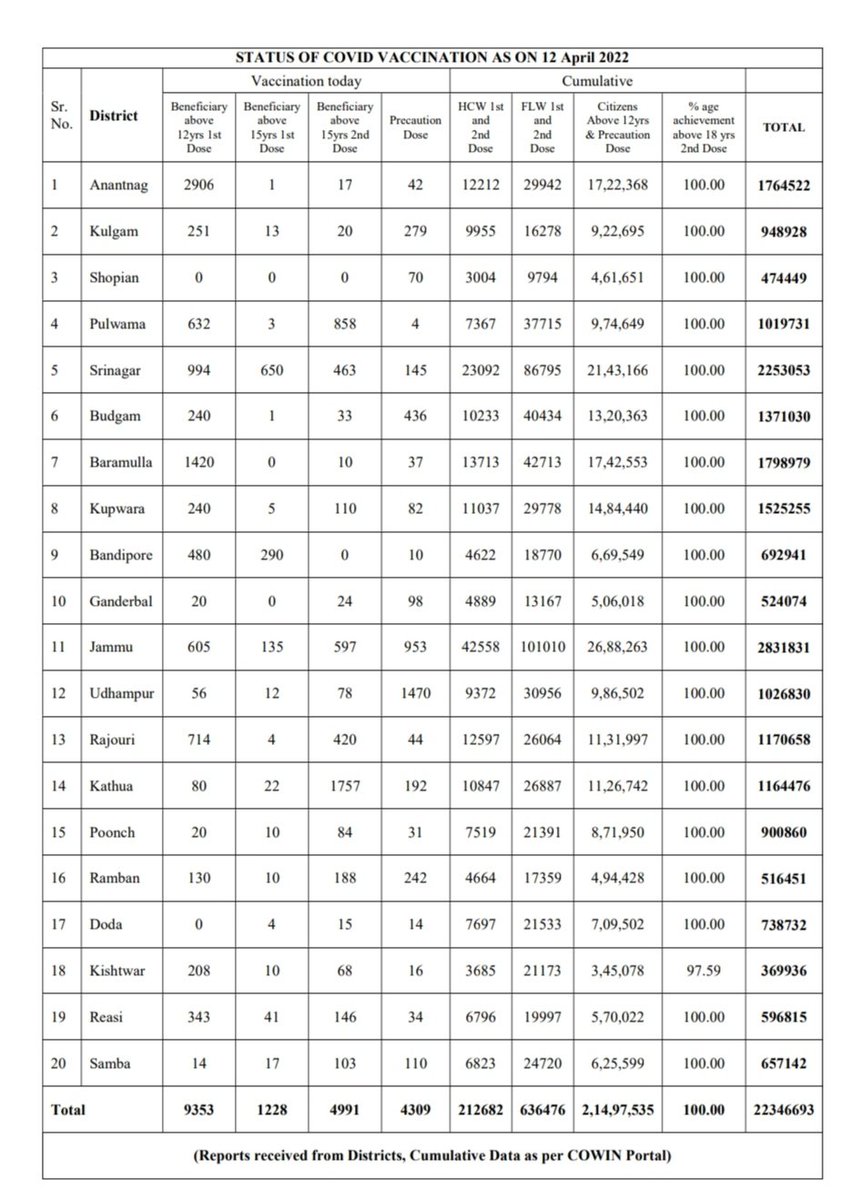 STATUS OF COVID VACCINATION AS ON 12 April 2022
Vaccination today Cumulative
Sr. No. District Beneficiary above 12yrs 1st Dose Beneficiary above 15yrs 1st Dose Beneficiary above 15yrs 2nd Dose Precaution Dose HCW 1st and 2nd Dose FLW 1st and 2nd Dose Citizens Above 12yrs & Precaution Dose % age achievement above 18 yrs 2nd Dose TOTAL
1 Anantnag 2906 1 17 42 12212 29942 17,22,368 100.00 1764522
2 Kulgam 251 13 20 279 9955 16278 9,22,695 100.00 948928
3 Shopian 0 0 0 70 3004 9794 4,61,651 100.00 474449
4 Pulwama 632 3 858 4 7367 37715 9,74,649 100.00 1019731
5 Srinagar 994 650 463 145 23092 86795 21,43,166 100.00 2253053
6 Budgam 240 1 33 436 10233 40434 13,20,363 100.00 1371030
7 Baramulla 1420 0 10 37 13713 42713 17,42,553 100.00 1798979
8 Kupwara 240 5 110 82 11037 29778 14,84,440 100.00 1525255
9 Bandipore 480 290 0 10 4622 18770 6,69,549 100.00 692941
10 Ganderbal 20 0 24 98 4889 13167 5,06,018 100.00 524074
11 Jammu 605 135 597 953 42558 101010 26,88,263 100.00 2831831
12 Udhampur 56 12 78 1470 9372 30956 9,86,502 100.00 1026830
13 Rajouri 714 4 420 44 12597 26064 11,31,997 100.00 1170658
14 Kathua 80 22 1757 192 10847 26887 11,26,742 100.00 1164476
15 Poonch 20 10 84 31 7519 21391 8,71,950 100.00 900860
16 Ramban 130 10 188 242 4664 17359 4,94,428 100.00 516451
17 Doda 0 4 15 14 7697 21533 7,09,502 100.00 738732
18 Kishtwar 208 10 68 16 3685 21173 3,45,078 97.59 369936
19 Reasi 343 41 146 34 6796 19997 5,70,022 100.00 596815
20 Samba 14 17 103 110 6823 24720 6,25,599 100.00 657142
Total 9353 1228 4991 4309 212682 636476 2,14,97,535 100.00 22346693
(Reports received from Districts, Cumulative Data as per COWIN Portal)